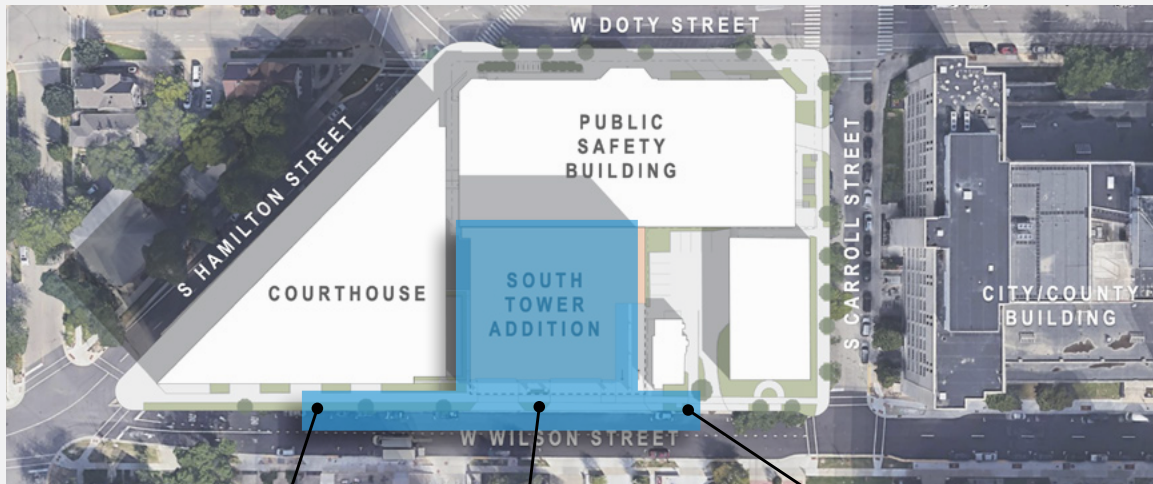 W DOTY STREET
PUBLIC
SAFETY
BUILDING
S HAMILTON STREET
S CARROLL STREET
COURTHOUSE
SOUTH
TOWER
ADDITION
CITY/COUNTY
BUILDING
W WILSON STREET